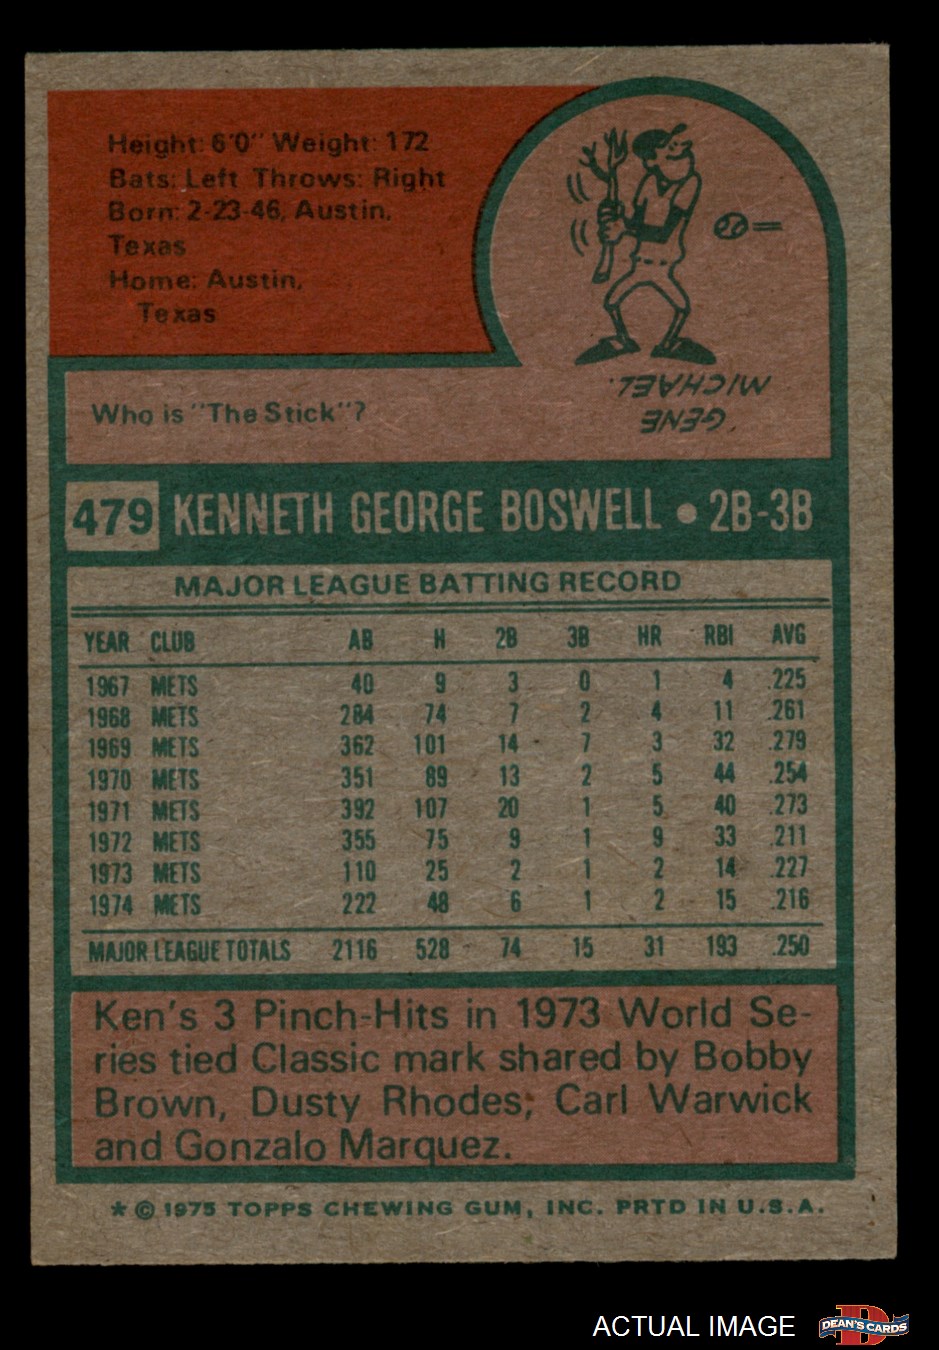 Height: 6'0" Weight: 172
Bats: Left Throws: Right
Born: 2-23-46, Austin,
Texas
Home: Austin,
Texas
Who is "The Stick"?
GENE
MICHAEL.
479 KENNETH GEORGE BOSWELL • 2B-3B
MAJOR LEAGUE BATTING RECORD
YEAR CLUB AB H 2B 3B HR RBI AVG
1967 METS 40 9 3 0 1 4 .225
1968 METS 284 74 7 2 4 11 .261
1969 METS 362 101 14 7 3 32 .279
1970 METS 351 89 13 2 5 44 .254
1971 METS 392 107 20 1 5 40 .273
1972 METS 355 75 9 1 9 33 .211
1973 METS 110 25 2 1 2 14 .227
1974 METS 222 48 6 1 2 15 .216
MAJOR LEAGUE TOTALS 2116 528 74 15 31 193 .250
Ken's 3 Pinch-Hits in 1973 World Se-
ries tied Classic mark shared by Bobby
Brown, Dusty Rhodes, Carl Warwick
and Gonzalo Marquez.
* © 1975 TOPPS CHEWING GUM, INC. PRTD IN U.S.A.
ACTUAL IMAGE
DEAN'S CARDS